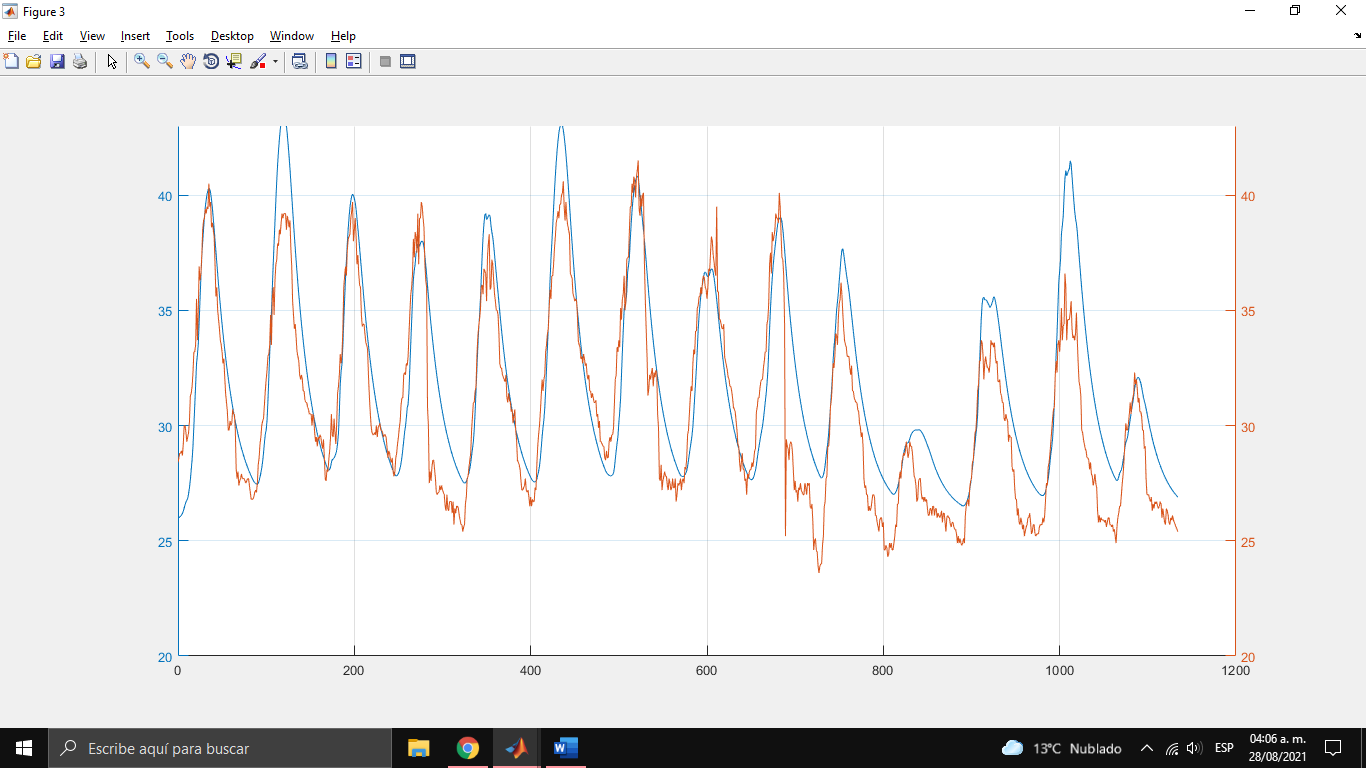 Figure 3
File Edit View Insert Tools Desktop Window Help
40 40
35 35
30 30
25 25
20 20
0 200 400 600 800 1000 1200
Escribe aquí para buscar
13°C Nublado
ESP
04:06 a. m.
28/08/2021